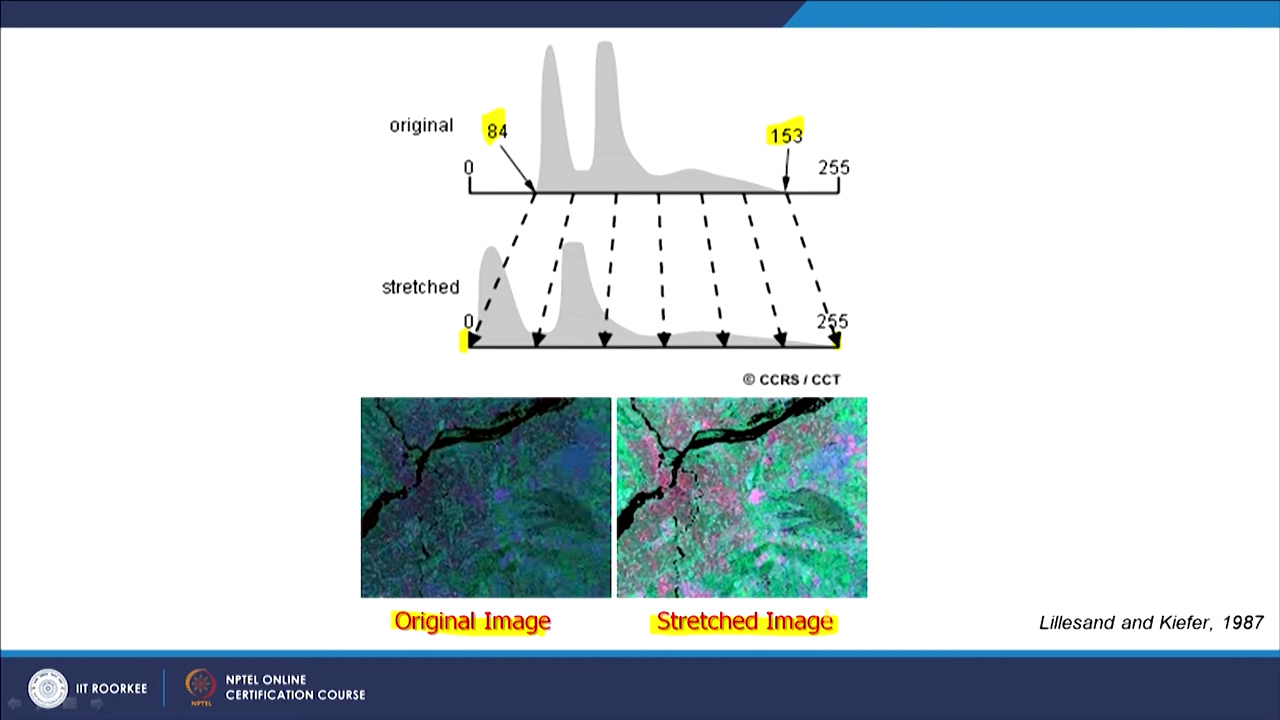 original
84
153
0
255
stretched
0
255
© CCRS / CCT
Original Image
Stretched Image
Lillesand and Kiefer, 1987
IIT ROORKEE
NPTEL
NPTEL ONLINE
CERTIFICATION COURSE